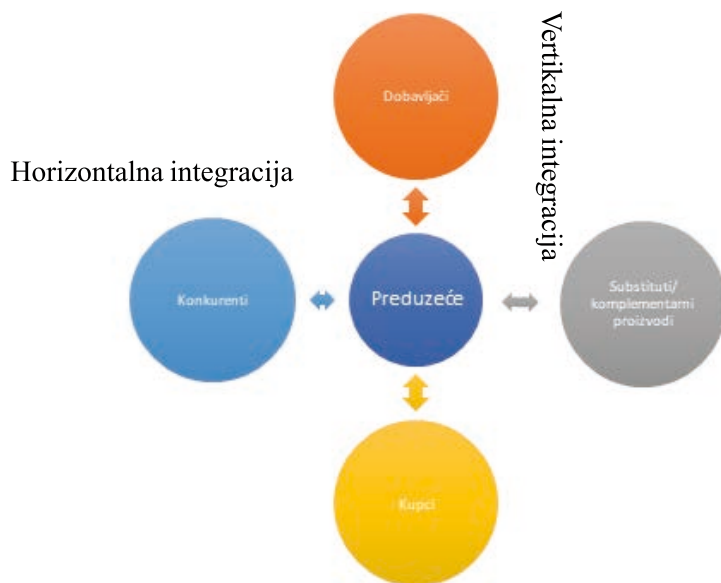 Dobavljači
Vertikalna integracija
Horizontalna integracija
Konkurenti
Preduzeće
Substituti/
komplementarni
proizvodi
Kupci